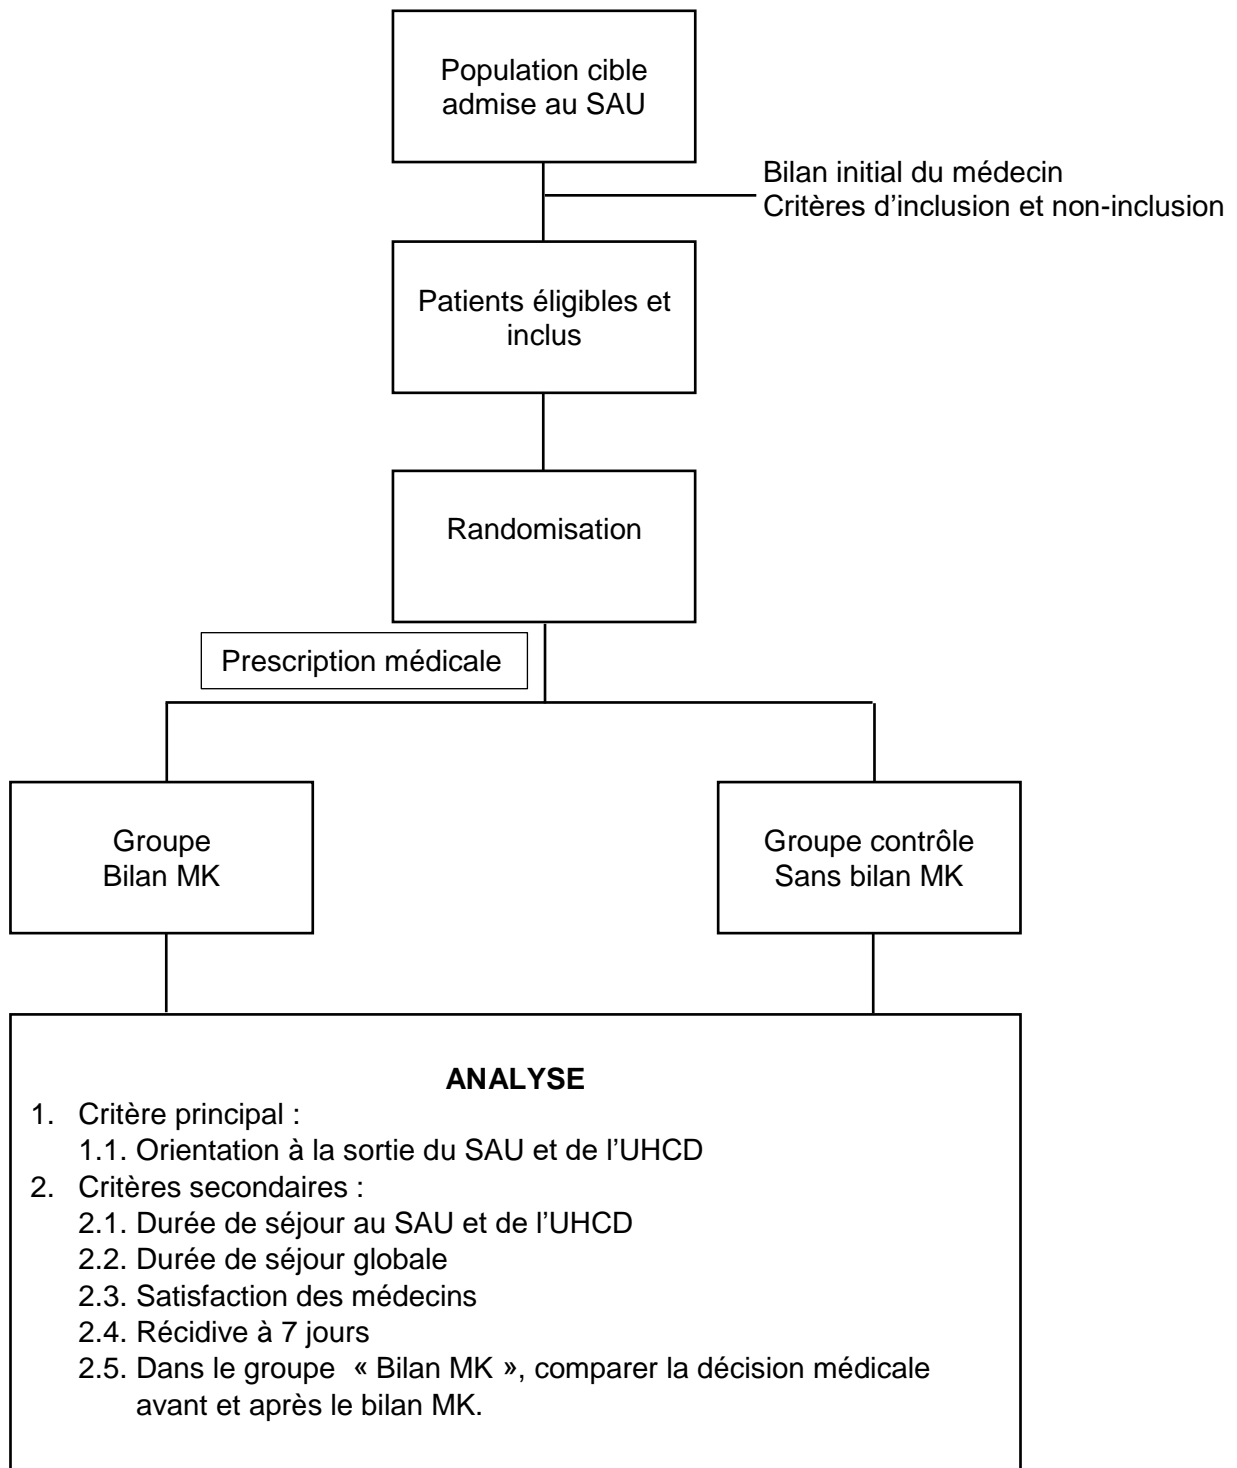 Population cible
admise au SAU
Bilan initial du médecin
Critères d'inclusion et non-inclusion
Patients éligibles et
inclus
Randomisation
Prescription médicale
Groupe
Bilan MK
Groupe contrôle
Sans bilan MK
ANALYSE
1. Critère principal :
1.1. Orientation à la sortie du SAU et de l'UHCD
2. Critères secondaires :
2.1. Durée de séjour au SAU et de l'UHCD
2.2. Durée de séjour globale
2.3. Satisfaction des médecins
2.4. Récidive à 7 jours
2.5. Dans le groupe « Bilan MK », comparer la décision médicale
avant et après le bilan MK.